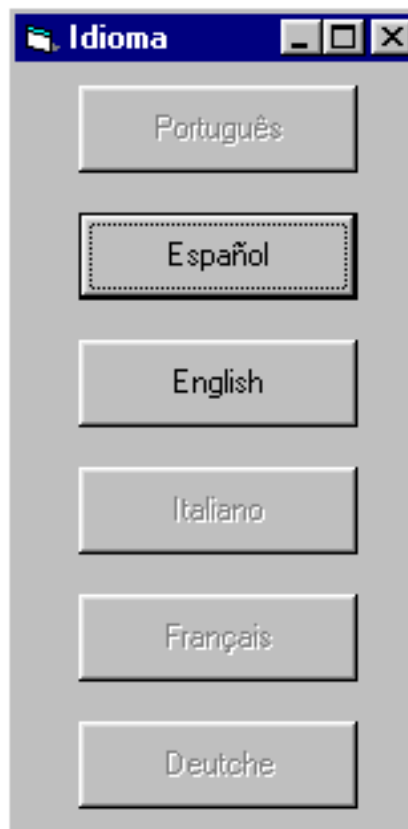 Idioma
Português
Español
English
Italiano
Français
Deutche